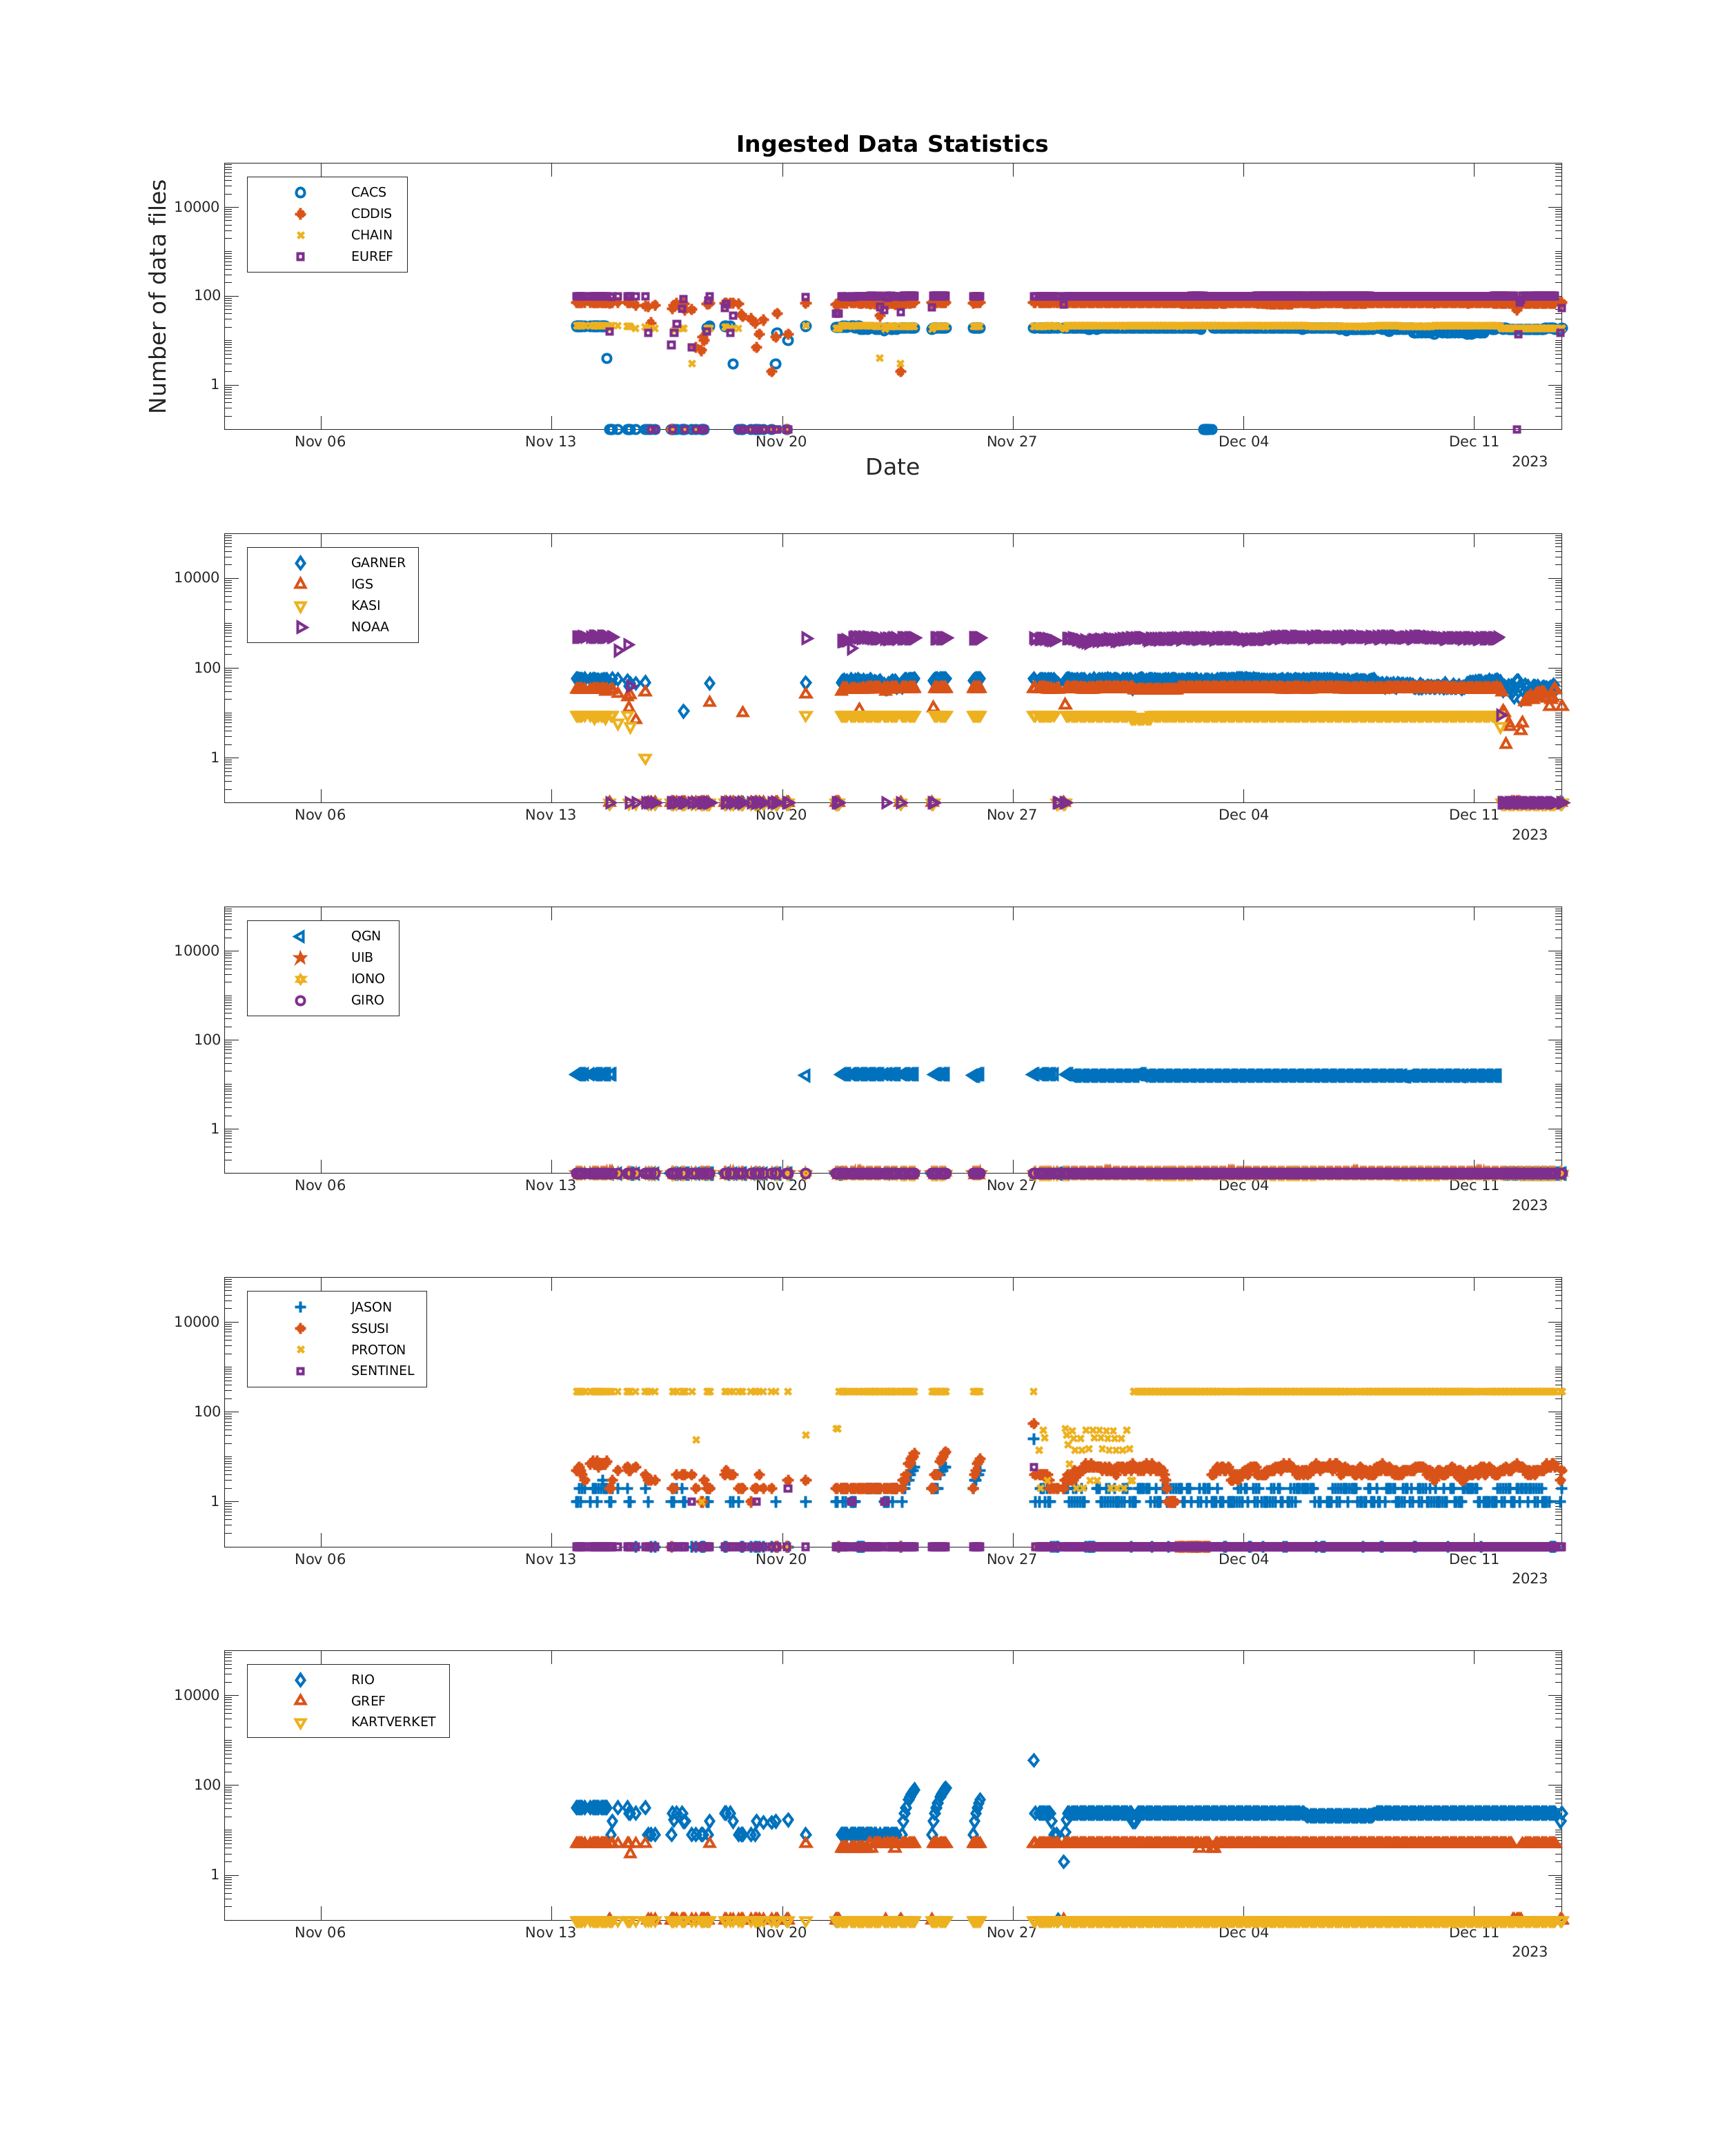 Ingested Data Statistics
Number of data files
CACS
CDDIS
CHAIN
EUREF
10000
100
1
Nov 06 Nov 13 Nov 20 Nov 27 Dec 04 Dec 11
2023
Date
GARNER
IGS
KASI
NOAA
10000
100
1
Nov 06 Nov 13 Nov 20 Nov 27 Dec 04 Dec 11
2023
QGN
UIB
IONO
GIRO
10000
100
1
Nov 06 Nov 13 Nov 20 Nov 27 Dec 04 Dec 11
2023
JASON
SSUSI
PROTON
SENTINEL
10000
100
1
Nov 06 Nov 13 Nov 20 Nov 27 Dec 04 Dec 11
2023
RIO
GREF
KARTVERKET
10000
100
1
Nov 06 Nov 13 Nov 20 Nov 27 Dec 04 Dec 11
2023